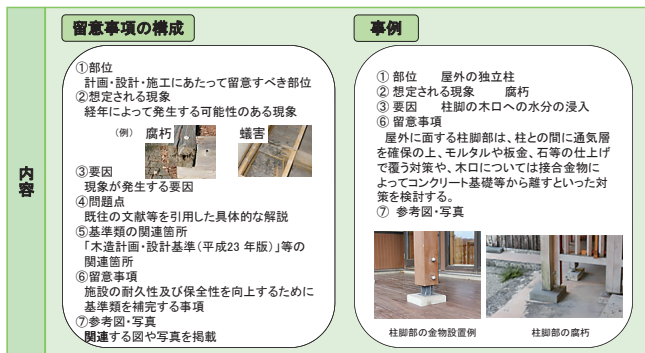 内容
留意事項の構成
①部位
計画・設計・施工にあたって留意すべき部位
②想定される現象
経年によって発生する可能性のある現象
(例) 腐朽 蟻害
③要因
現象が発生する要因
④問題点
既往の文献等を引用した具体的な解説
⑤基準類の関連箇所
「木造計画・設計基準(平成23 年版)」等の
関連箇所
⑥留意事項
施設の耐久性及び保全性を向上するために
基準類を補完する事項
⑦参考図・写真
関連する図や写真を掲載
事例
① 部位 屋外の独立柱
② 想定される現象 腐朽
③ 要因 柱脚の木口への水分の浸入
⑥ 留意事項
屋外に面する柱脚部は、柱との間に通気層
を確保の上、モルタルや板金、石等の仕上げ
で覆う対策や、木口については接合金物に
よってコンクリート基礎等から離すといった対
策を検討する。
⑦ 参考図・写真
柱脚部の金物設置例
柱脚部の腐朽